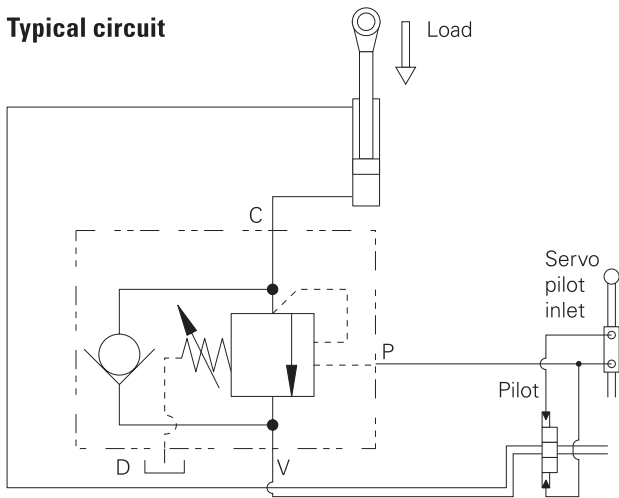 Typical circuit
Load
C
Servo
pilot
inlet
P
Pilot
D
V